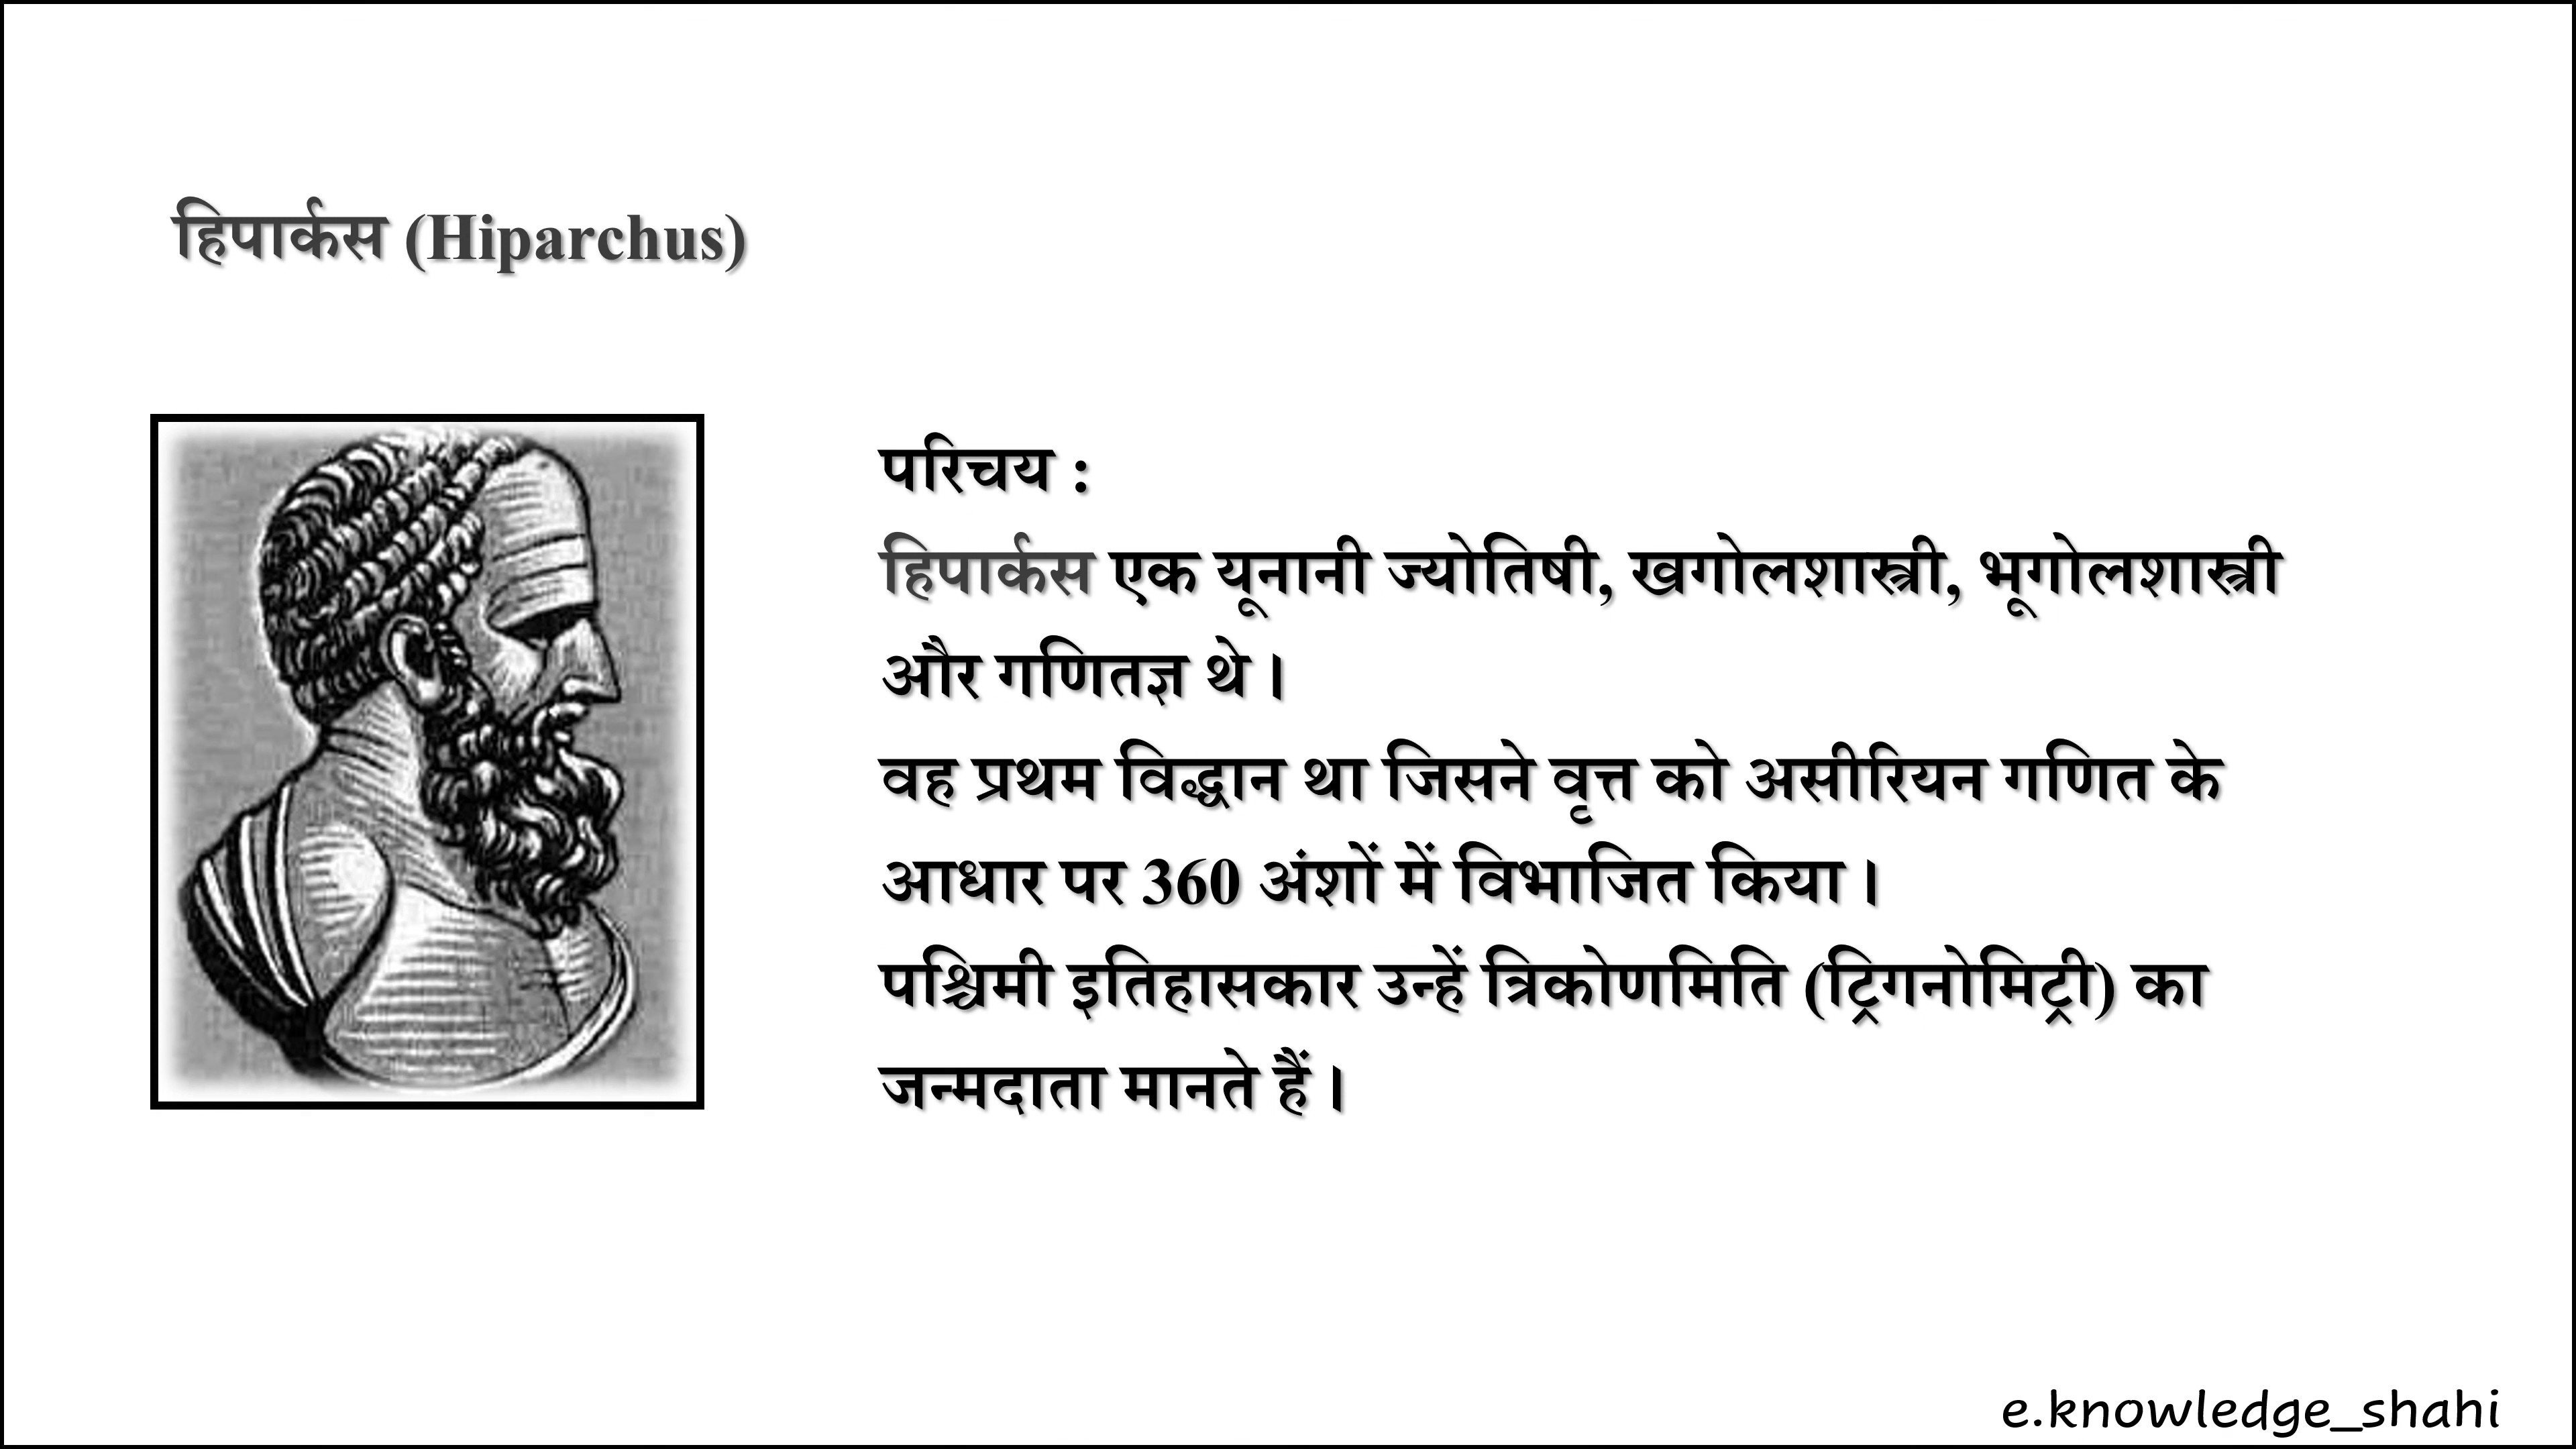 हिपार्कस (Hiparchus)
परिचय :
हिपार्कस एक यूनानी ज्योतिषी, खगोलशास्त्री, भूगोलशास्त्री
और गणितज्ञ थे ।
वह प्रथम विद्धान था जिसने वृत्त को असीरियन गणित के
आधार पर 360 अंशों में विभाजित किया ।
पश्चिमी इतिहासकार उन्हें त्रिकोणमिति (ट्रिगनोमिट्री) का
जन्मदाता मानते हैं ।
e.knowledge_shahi